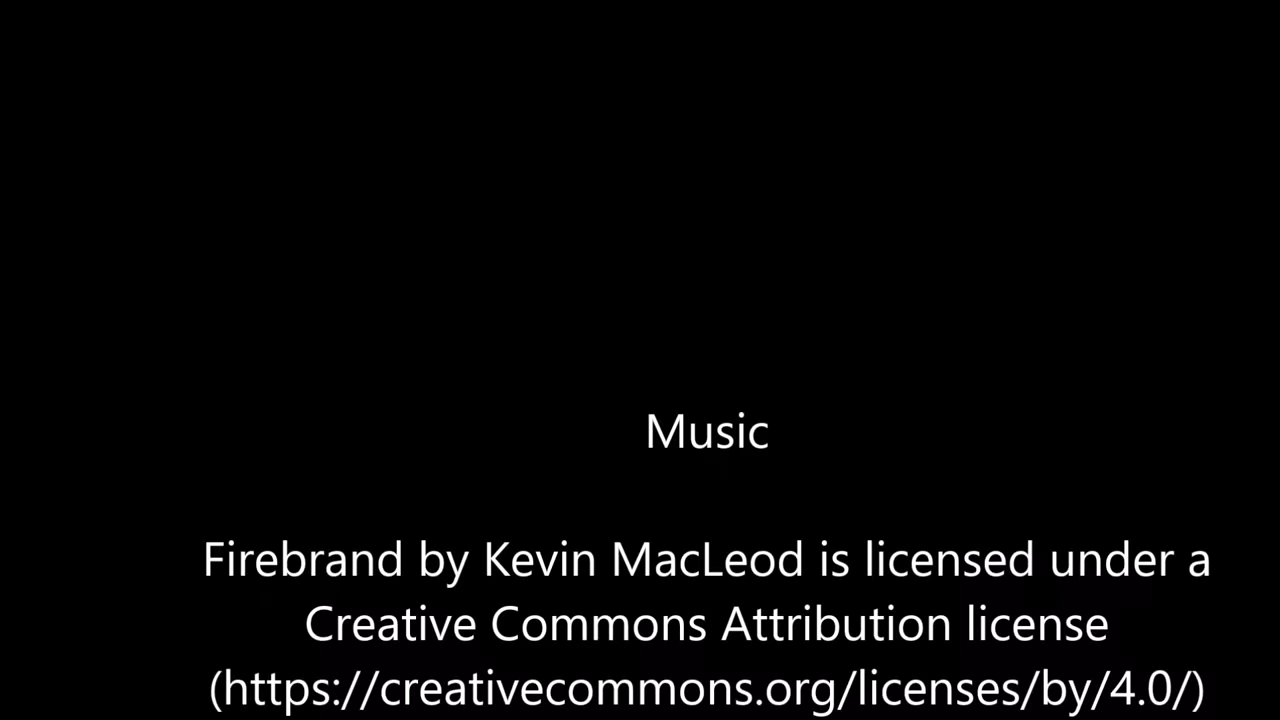 Music
Firebrand by Kevin MacLeod is licensed under a
Creative Commons Attribution license
(https://creativecommons.org/licenses/by/4.0/)